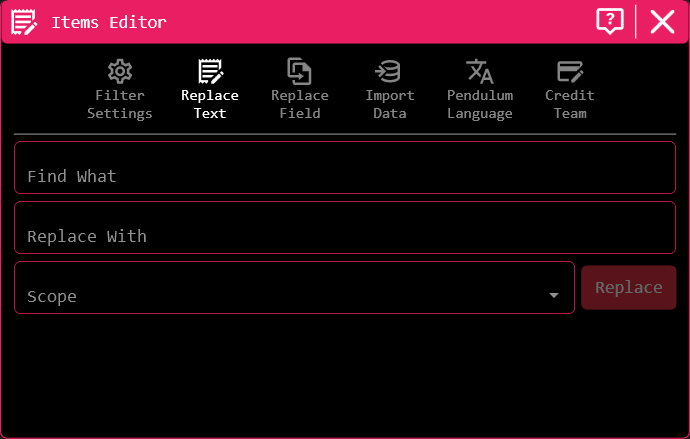 Items Editor
Filter
Settings
Replace
Text
Replace
Field
Import
Data
Pendulum
Language
Credit
Team
Find What
Replace With
Scope
Replace